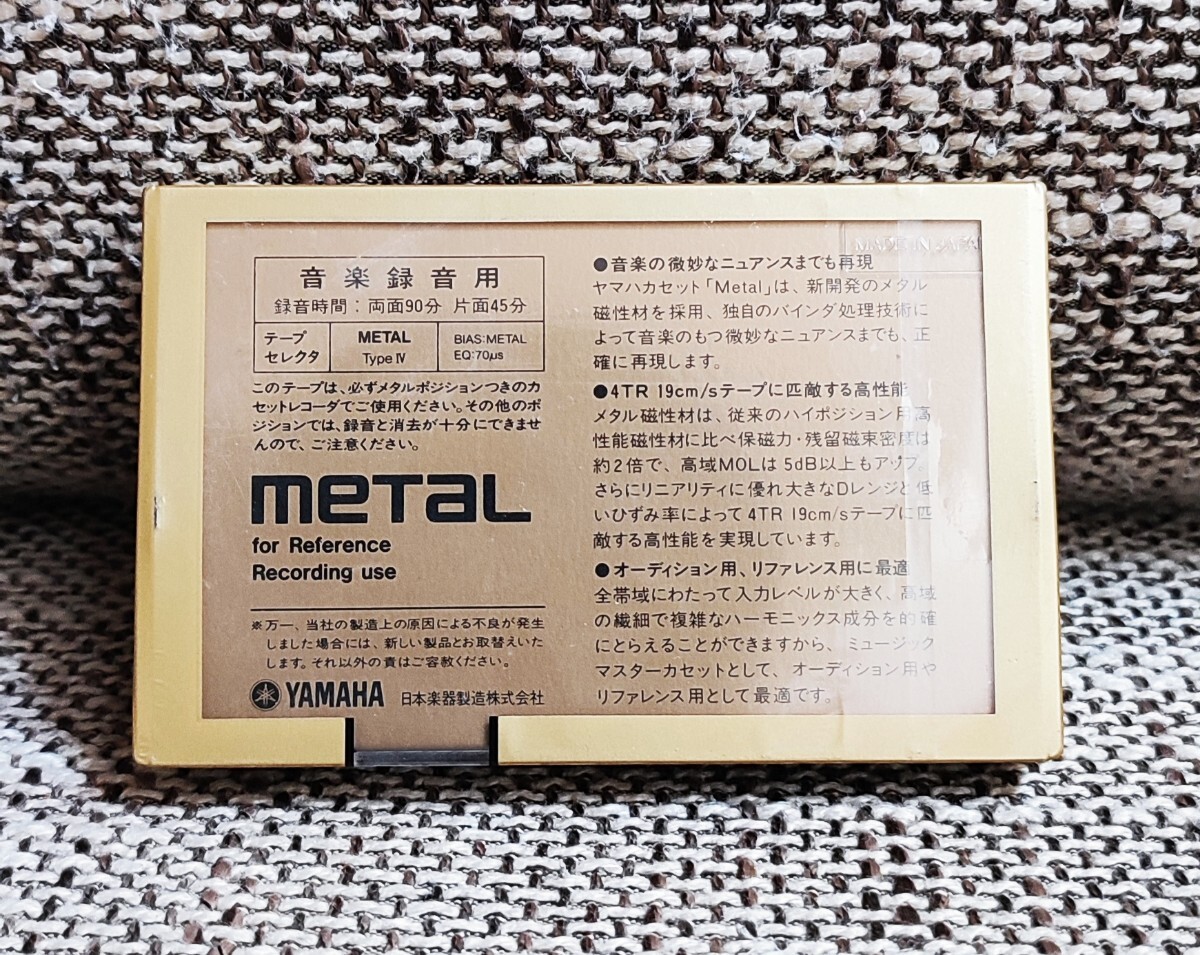 音楽録音用
録音時間：両面90分 片面45分
テープ
セレクタ
METAL
Type Ⅳ
BIAS:METAL
EQ:70μs
このテープは、必ずメタルポジションつきのカ
セットレコーダでご使用ください。その他のポ
ジションでは、録音と消去が十分にできませ
んので、ご注意ください。
metal
for Reference
Recording use
※万一、当社の製造上の原因による不良が発生
しました場合には、新しい製品とお取替えいた
します。それ以外の責はご容赦ください。
YAMAHA 日本楽器製造株式会社
MADE IN JAPAN
●音楽の微妙なニュアンスまでも再現
ヤマハカセット「Metal」は、新開発のメタル
磁性材を採用、独自のバインダ処理技術に
よって音楽のもつ微妙なニュアンスまでも、正
確に再現します。
●4TR 19cm/sテープに匹敵する高性能
メタル磁性材は、従来のハイポジション用高
性能磁性材に比べ保磁力・残留磁束密度は
約2倍で、高域MOLは5dB以上もアップ。
さらにリニアリティに優れ大きなDレンジと低
いひずみ率によって4TR 19cm/sテープに匹
敵する高性能を実現しています。
●オーディション用、リファレンス用に最適
全帯域にわたって入力レベルが大きく、高域
の繊細で複雑なハーモニックス成分を的確
にとらえることができますから、ミュージック
マスターカセットとして、オーディション用や
リファレンス用として最適です。